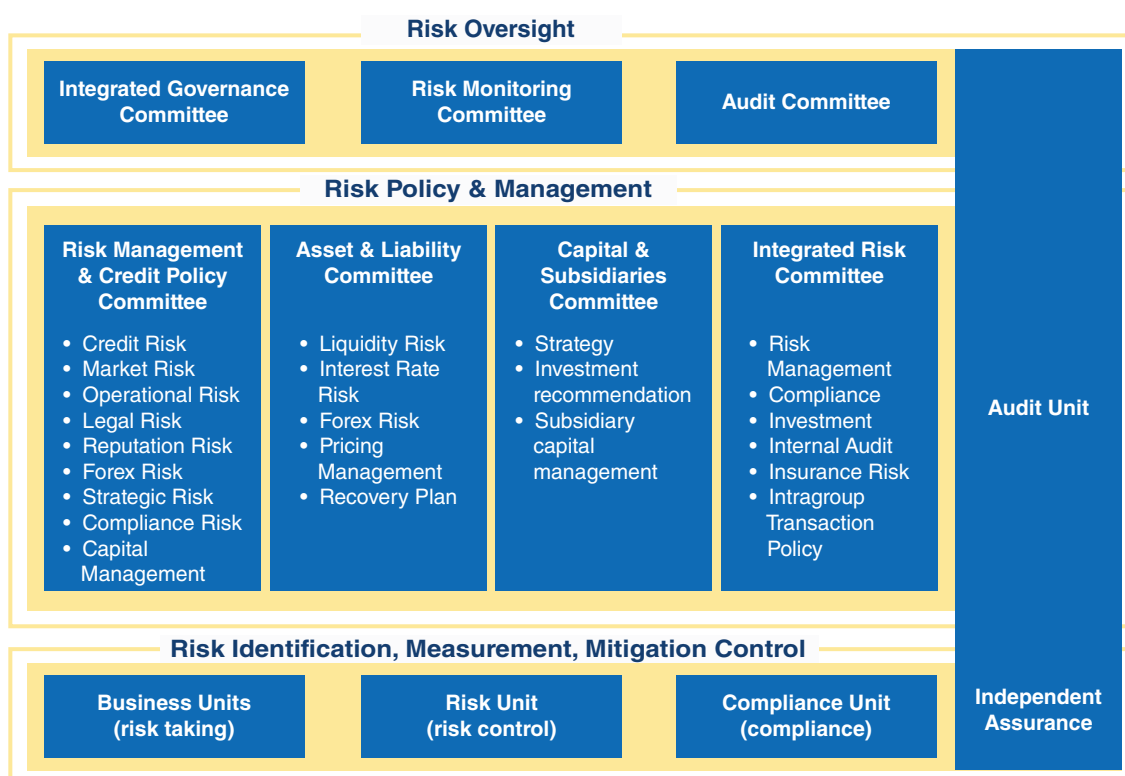 Risk Oversight
Integrated Governance
Committee
Risk Monitoring
Committee
Audit Committee
Risk Policy & Management
Risk Management
& Credit Policy
Committee
• Credit Risk
• Market Risk
• Operational Risk
• Legal Risk
• Reputation Risk
• Forex Risk
• Strategic Risk
• Compliance Risk
• Capital
Management
Asset & Liability
Committee
• Liquidity Risk
• Interest Rate
Risk
• Forex Risk
• Pricing
Management
• Recovery Plan
Capital &
Subsidiaries
Committee
• Strategy
• Investment
recommendation
• Subsidiary
capital
management
Integrated Risk
Committee
• Risk
Management
• Compliance
• Investment
• Internal Audit
• Insurance Risk
• Intragroup
Transaction
Policy
Audit Unit
Risk Identification, Measurement, Mitigation Control
Business Units
(risk taking)
Risk Unit
(risk control)
Compliance Unit
(compliance)
Independent
Assurance